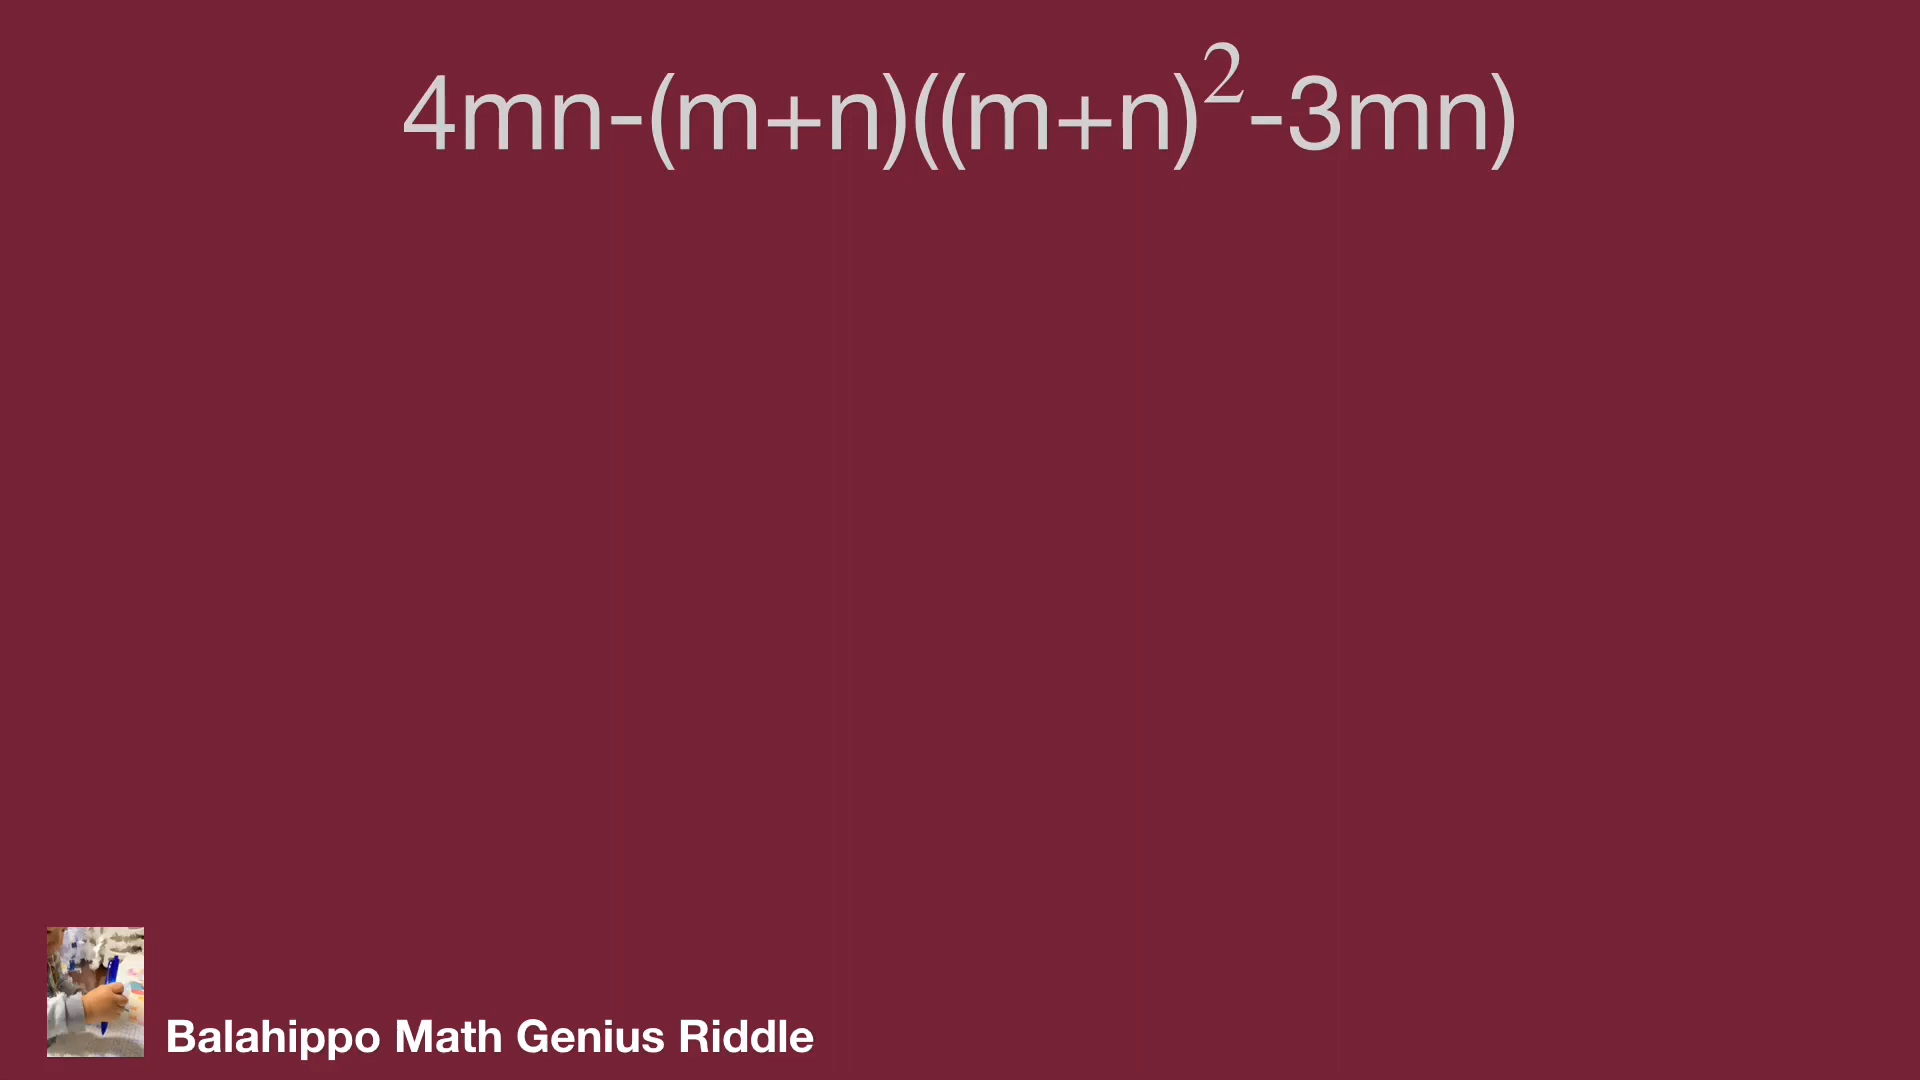 4mn-(m+n)((m+n)²-3mn)
Balahippo Math Genius Riddle